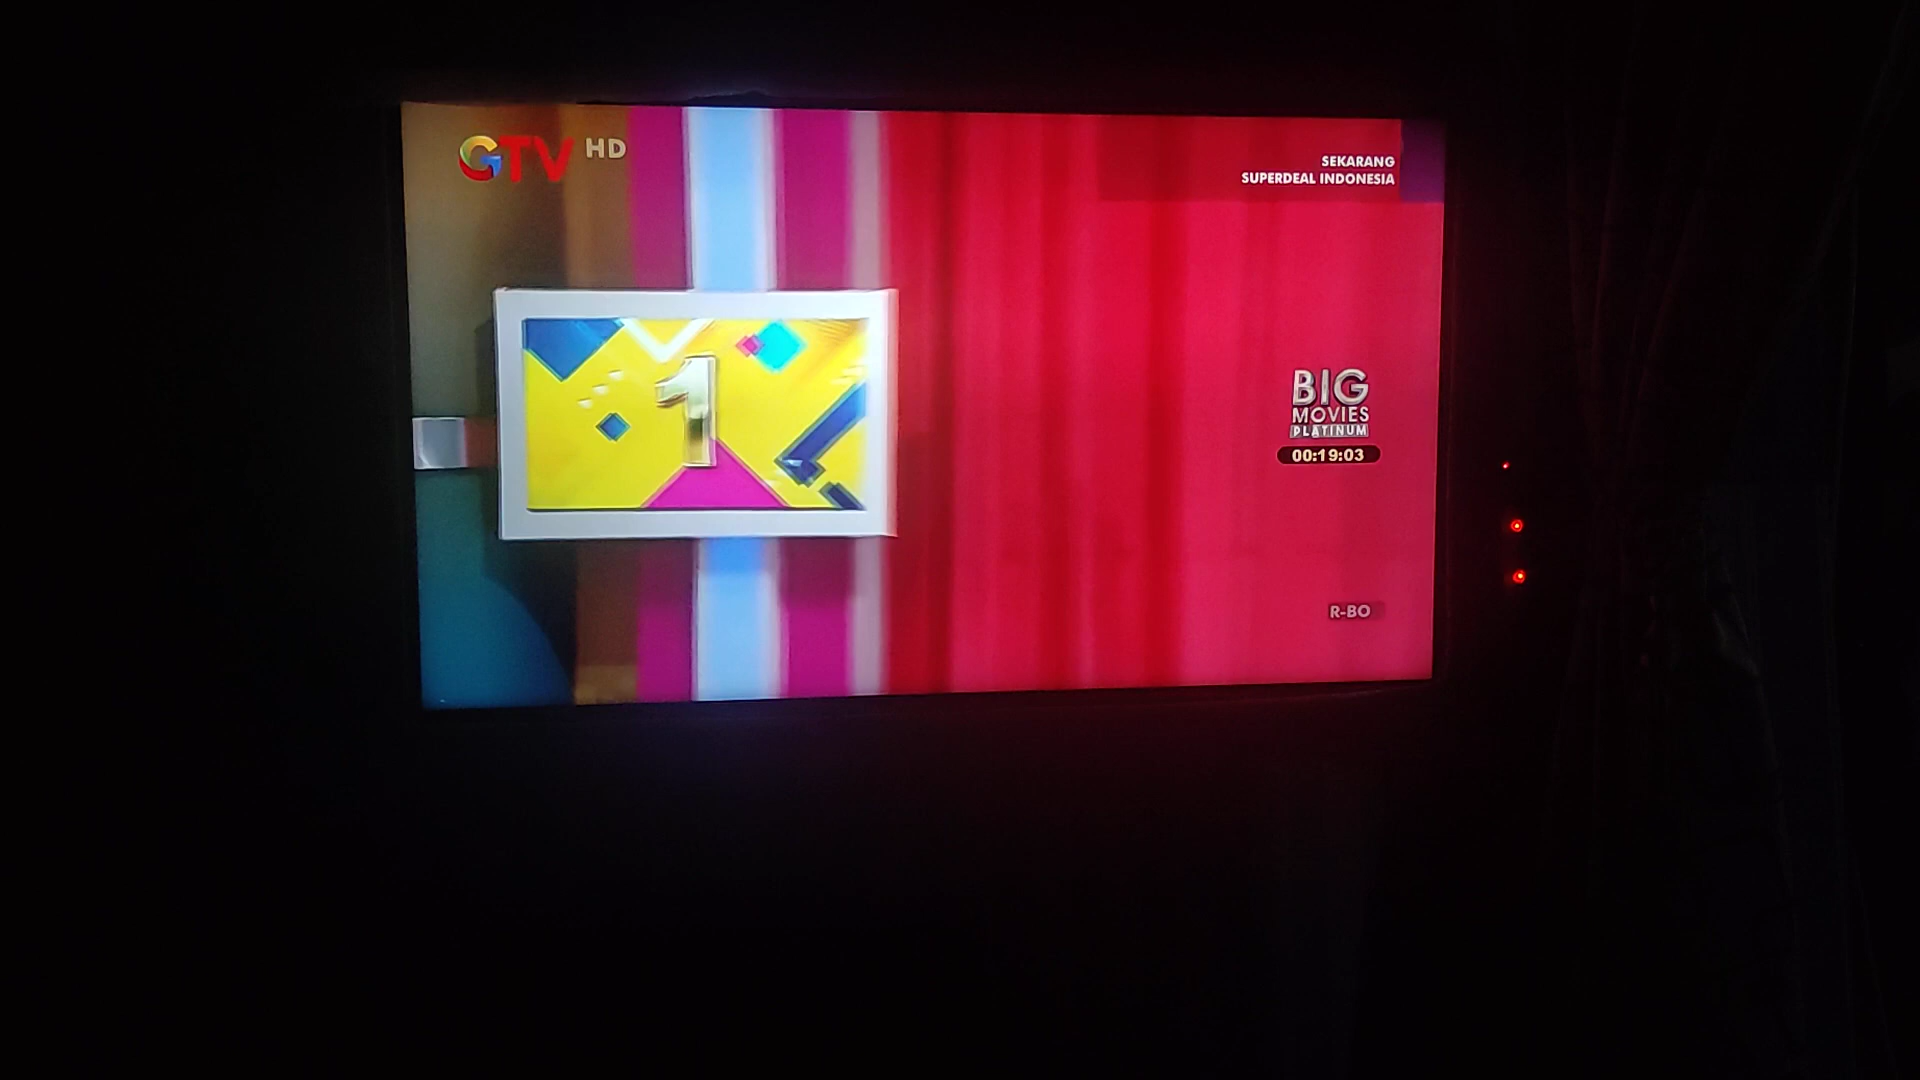 GTV HD
SEKARANG
SUPERDEAL INDONESIA
1
BIG
MOVIES
PLATINUM
00:19:03
R-BO